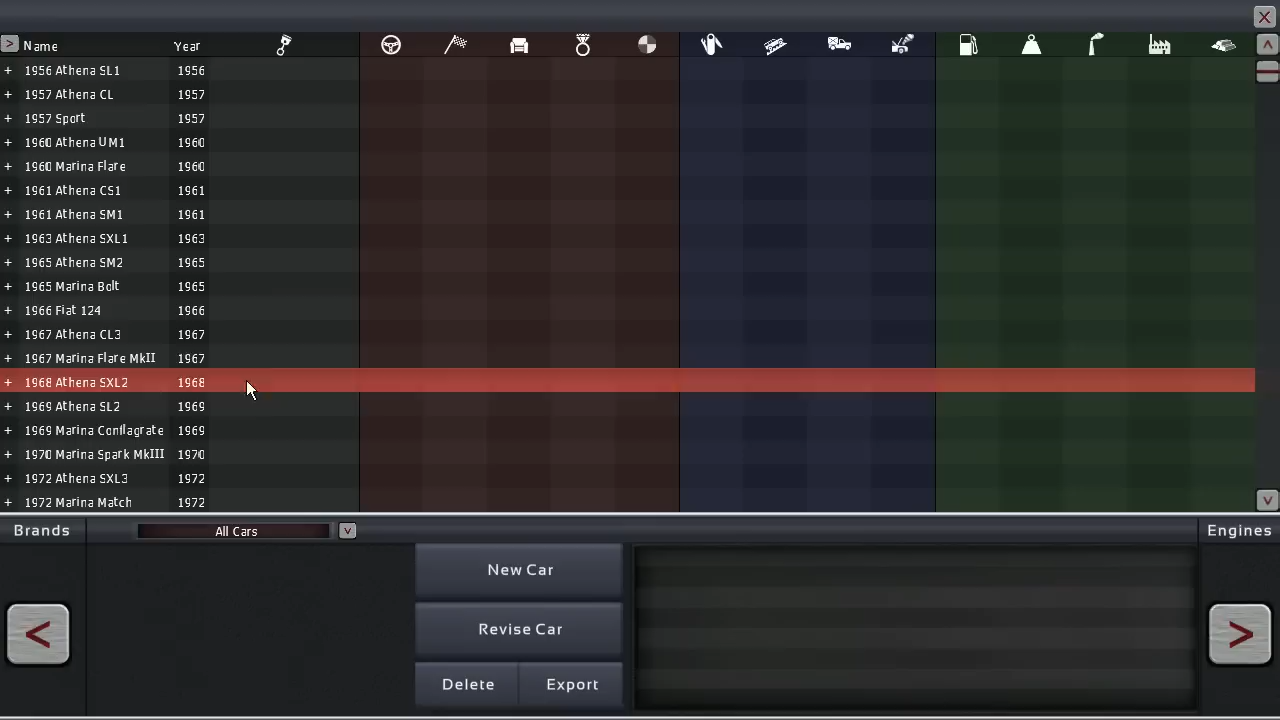 > Name Year
+ 1956 Athena SL1 1956
+ 1957 Athena CL 1957
+ 1957 Sport 1957
+ 1960 Athena UM1 1960
+ 1960 Marina Flare 1960
+ 1961 Athena CS1 1961
+ 1961 Athena SM1 1961
+ 1963 Athena SXL1 1963
+ 1965 Athena SM2 1965
+ 1965 Marina Bolt 1965
+ 1966 Fiat 124 1966
+ 1967 Athena CL3 1967
+ 1967 Marina Flare MkII 1967
+ 1968 Athena SXL2 1968
+ 1969 Athena SL2 1969
+ 1969 Marina Conflagrate 1969
+ 1970 Marina Spark MkIII 1970
+ 1972 Athena SXL3 1972
+ 1972 Marina Match 1972
Brands All Cars Engines
New Car
Revise Car
< >
Delete Export